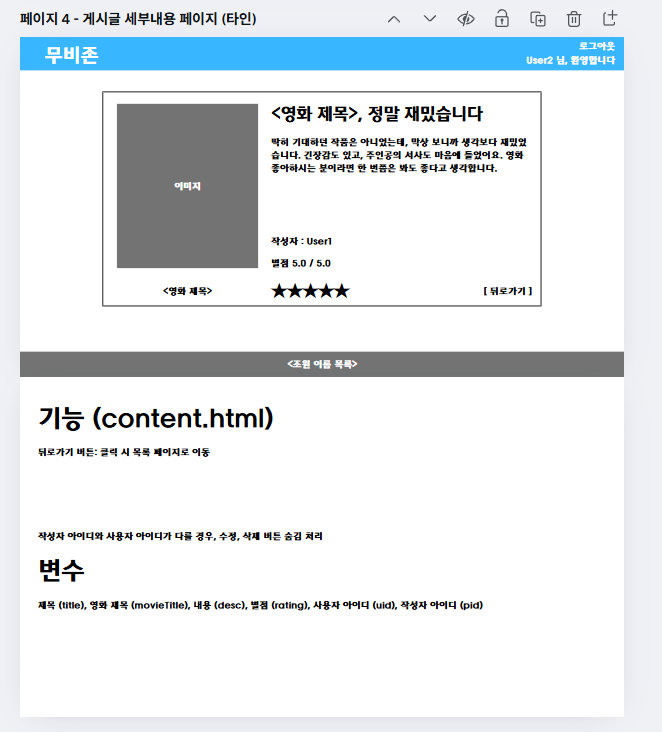 페이지 4 - 게시글 세부내용 페이지 (타인)
무비존
로그아웃
User2 님, 환영합니다
<영화 제목>, 정말 재밌습니다
딱히 기대하던 작품은 아니었는데, 막상 보니까 생각보다 재밌었
습니다. 긴장감도 있고, 주인공의 서사도 마음에 들었어요. 영화
좋아하시는 분이라면 한 번쯤은 봐도 좋다고 생각합니다.
이미지
작성자 : User1
별점 5.0 / 5.0
<영화 제목>
★★★★★
[ 뒤로가기 ]
<조원 이름 목록>
기능 (content.html)
뒤로가기 버튼: 클릭 시 목록 페이지로 이동
작성자 아이디와 사용자 아이디가 다를 경우, 수정, 삭제 버튼 숨김 처리
변수
제목 (title), 영화 제목 (movieTitle), 내용 (desc), 별점 (rating), 사용자 아이디 (uid), 작성자 아이디 (pid)